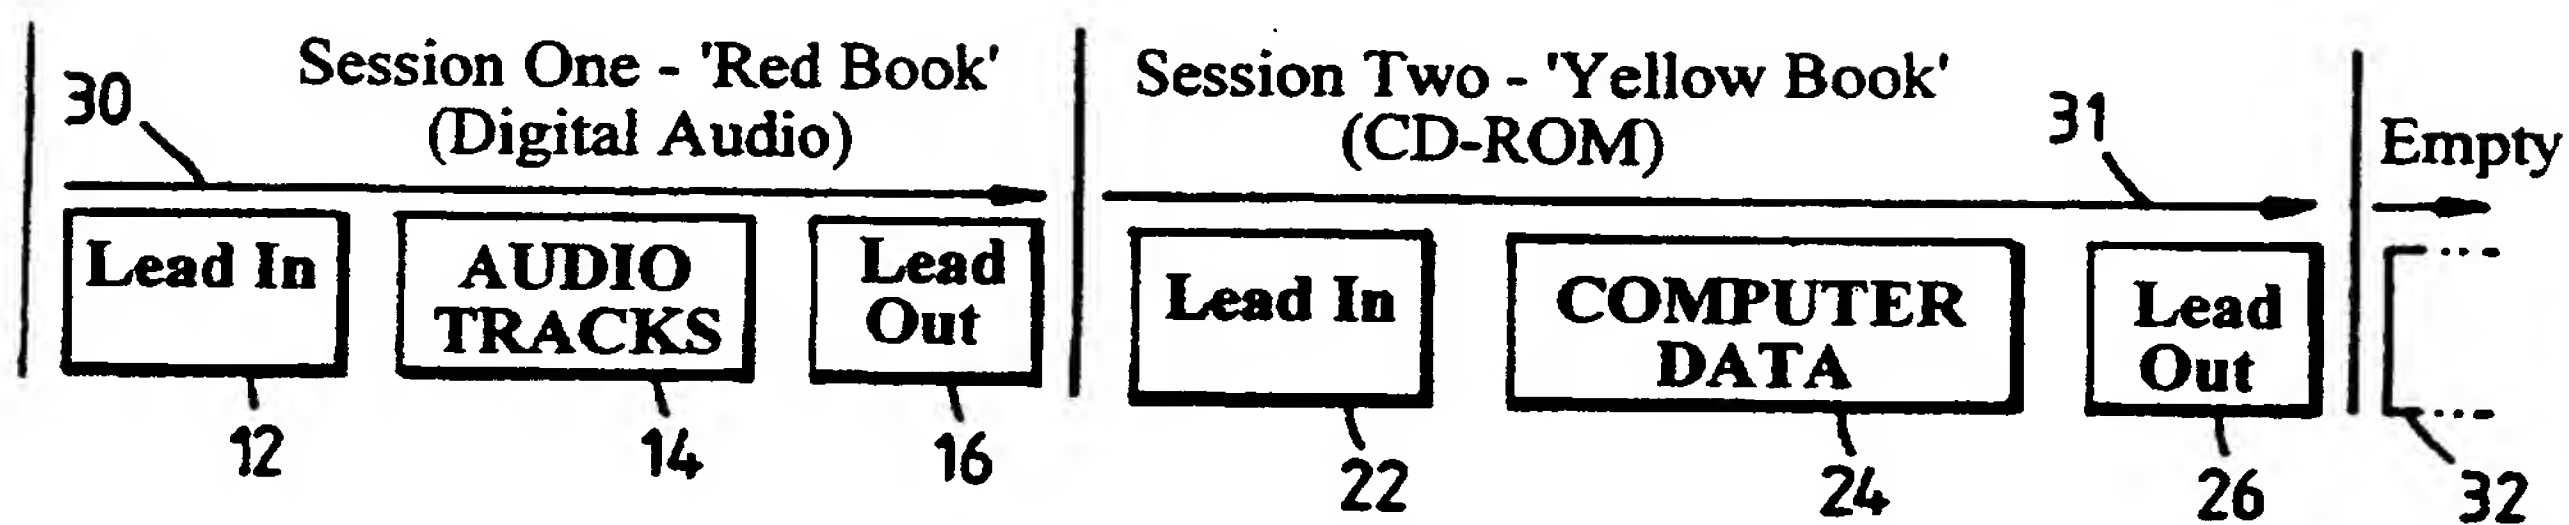 Session One - 'Red Book'
(Digital Audio)
30
Lead In
12
AUDIO
TRACKS
14
Lead
Out
16
Session Two - 'Yellow Book'
(CD-ROM)
31
Lead In
22
COMPUTER
DATA
24
Lead
Out
26
Empty
32